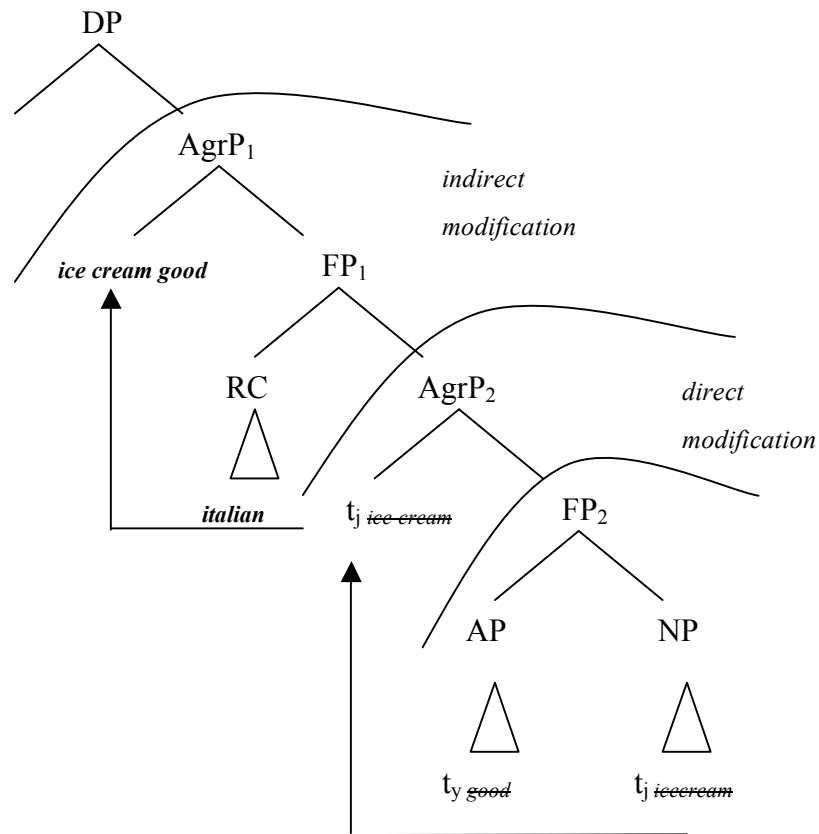 DP
AgrP₁
indirect
modification
ice cream good
FP₁
RC
AgrP₂
direct
modification
italian
tⱼ ice cream
FP₂
AP
NP
t_y good
tⱼ icecream